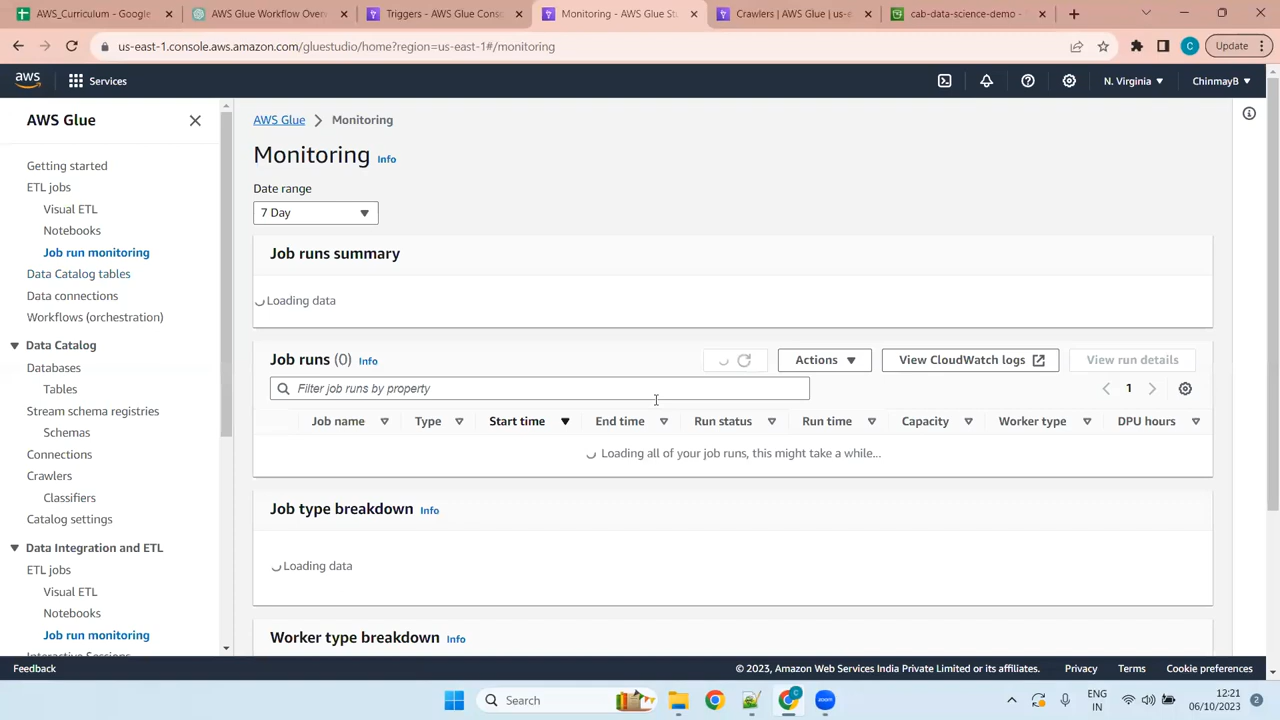 AWS_Curriculum - Google
AWS Glue Workflow Over
Triggers - AWS Glue Cons
Monitoring - AWS Glue St
Crawlers | AWS Glue | us-e
cab-data-science-demo -
us-east-1.console.aws.amazon.com/gluestudio/home?region=us-east-1#/monitoring
C
Update
aws
Services
N. Virginia
ChinmayB
AWS Glue
Getting started
ETL jobs
Visual ETL
Notebooks
Job run monitoring
Data Catalog tables
Data connections
Workflows (orchestration)
Data Catalog
Databases
Tables
Stream schema registries
Schemas
Connections
Crawlers
Classifiers
Catalog settings
Data Integration and ETL
ETL jobs
Visual ETL
Notebooks
Job run monitoring
AWS Glue > Monitoring
Monitoring Info
Date range
7 Day
Job runs summary
Loading data
Job runs (0) Info
Actions
View CloudWatch logs
View run details
Filter job runs by property
1
Job name Type Start time End time Run status Run time Capacity Worker type DPU hours
Loading all of your job runs, this might take a while...
Job type breakdown Info
Loading data
Worker type breakdown Info
Feedback
© 2023, Amazon Web Services India Private Limited or its affiliates.
Privacy
Terms
Cookie preferences
Search
zoom
ENG
IN
12:21
06/10/2023
2